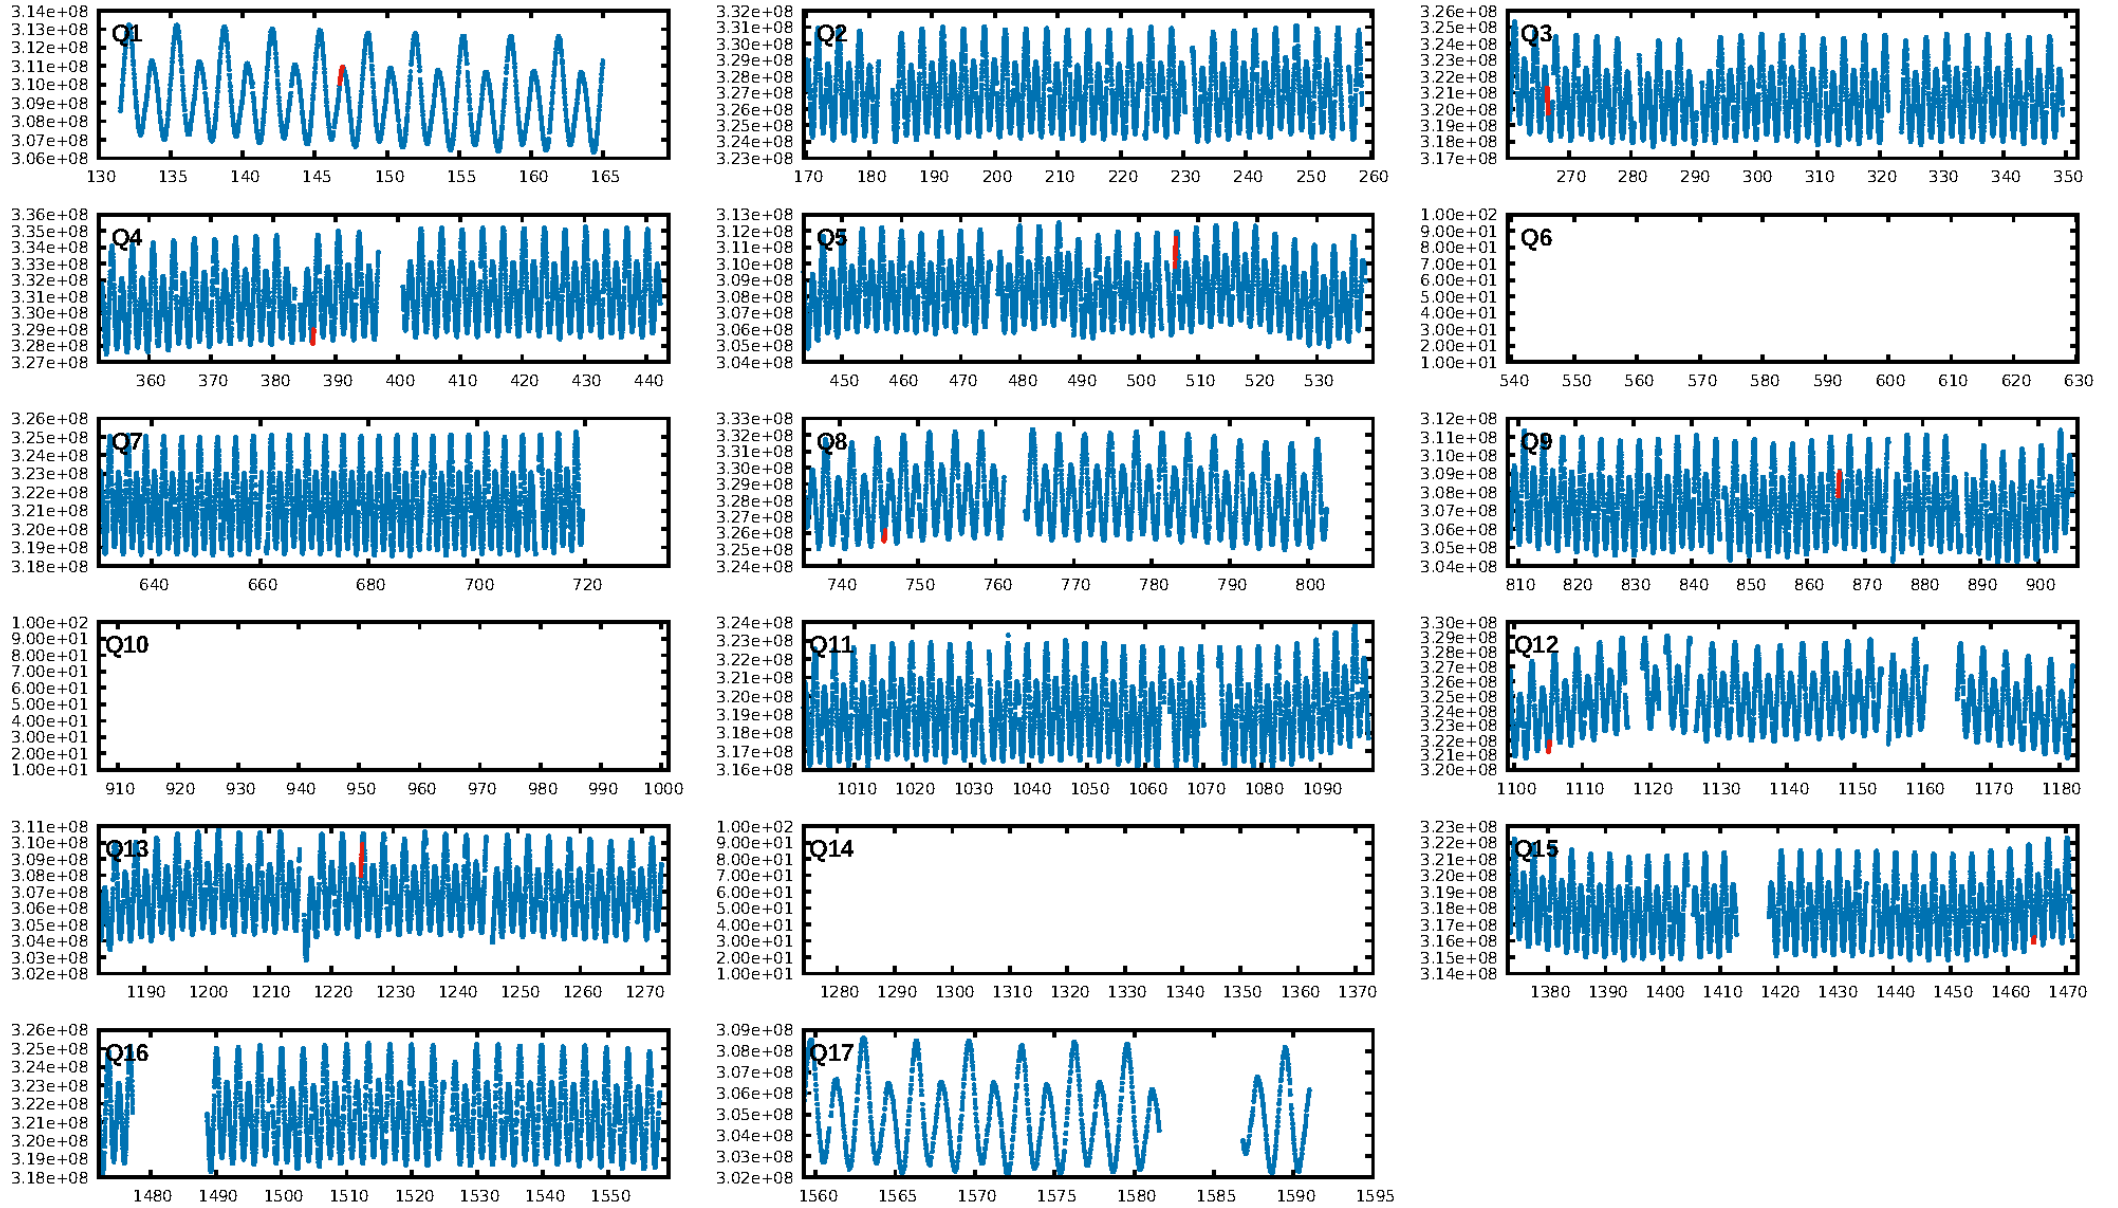 3.14e+08
3.13e+08
3.12e+08
3.11e+08
3.10e+08
3.09e+08
3.08e+08
3.07e+08
3.06e+08
Q1
130 135 140 145 150 155 160 165
3.32e+08
3.31e+08
3.30e+08
3.29e+08
3.28e+08
3.27e+08
3.26e+08
3.25e+08
3.24e+08
3.23e+08
Q2
170 180 190 200 210 220 230 240 250 260
3.26e+08
3.25e+08
3.24e+08
3.23e+08
3.22e+08
3.21e+08
3.20e+08
3.19e+08
3.18e+08
3.17e+08
Q3
270 280 290 300 310 320 330 340 350
3.36e+08
3.35e+08
3.34e+08
3.33e+08
3.32e+08
3.31e+08
3.30e+08
3.29e+08
3.28e+08
3.27e+08
Q4
360 370 380 390 400 410 420 430 440
3.13e+08
3.12e+08
3.11e+08
3.10e+08
3.09e+08
3.08e+08
3.07e+08
3.06e+08
3.05e+08
3.04e+08
Q5
450 460 470 480 490 500 510 520 530
1.00e+02
9.00e+01
8.00e+01
7.00e+01
6.00e+01
5.00e+01
4.00e+01
3.00e+01
2.00e+01
1.00e+01
Q6
540 550 560 570 580 590 600 610 620 630
3.26e+08
3.25e+08
3.24e+08
3.23e+08
3.22e+08
3.21e+08
3.20e+08
3.19e+08
3.18e+08
Q7
640 660 680 700 720
3.33e+08
3.32e+08
3.31e+08
3.30e+08
3.29e+08
3.28e+08
3.27e+08
3.26e+08
3.25e+08
3.24e+08
Q8
740 750 760 770 780 790 800
3.12e+08
3.11e+08
3.10e+08
3.09e+08
3.08e+08
3.07e+08
3.06e+08
3.05e+08
3.04e+08
Q9
810 820 830 840 850 860 870 880 890 900
1.00e+02
9.00e+01
8.00e+01
7.00e+01
6.00e+01
5.00e+01
4.00e+01
3.00e+01
2.00e+01
1.00e+01
Q10
910 920 930 940 950 960 970 980 990 1000
3.24e+08
3.23e+08
3.22e+08
3.21e+08
3.20e+08
3.19e+08
3.18e+08
3.17e+08
3.16e+08
Q11
1010 1020 1030 1040 1050 1060 1070 1080 1090
3.30e+08
3.29e+08
3.28e+08
3.27e+08
3.26e+08
3.25e+08
3.24e+08
3.23e+08
3.22e+08
3.21e+08
3.20e+08
Q12
1100 1110 1120 1130 1140 1150 1160 1170 1180
3.11e+08
3.10e+08
3.09e+08
3.08e+08
3.07e+08
3.06e+08
3.05e+08
3.04e+08
3.03e+08
3.02e+08
Q13
1190 1200 1210 1220 1230 1240 1250 1260 1270
1.00e+02
9.00e+01
8.00e+01
7.00e+01
6.00e+01
5.00e+01
4.00e+01
3.00e+01
2.00e+01
1.00e+01
Q14
1280 1290 1300 1310 1320 1330 1340 1350 1360 1370
3.23e+08
3.22e+08
3.21e+08
3.20e+08
3.19e+08
3.18e+08
3.17e+08
3.16e+08
3.15e+08
3.14e+08
Q15
1380 1390 1400 1410 1420 1430 1440 1450 1460 1470
3.26e+08
3.25e+08
3.24e+08
3.23e+08
3.22e+08
3.21e+08
3.20e+08
3.19e+08
3.18e+08
Q16
1480 1490 1500 1510 1520 1530 1540 1550
3.09e+08
3.08e+08
3.07e+08
3.06e+08
3.05e+08
3.04e+08
3.03e+08
3.02e+08
Q17
1560 1565 1570 1575 1580 1585 1590 1595